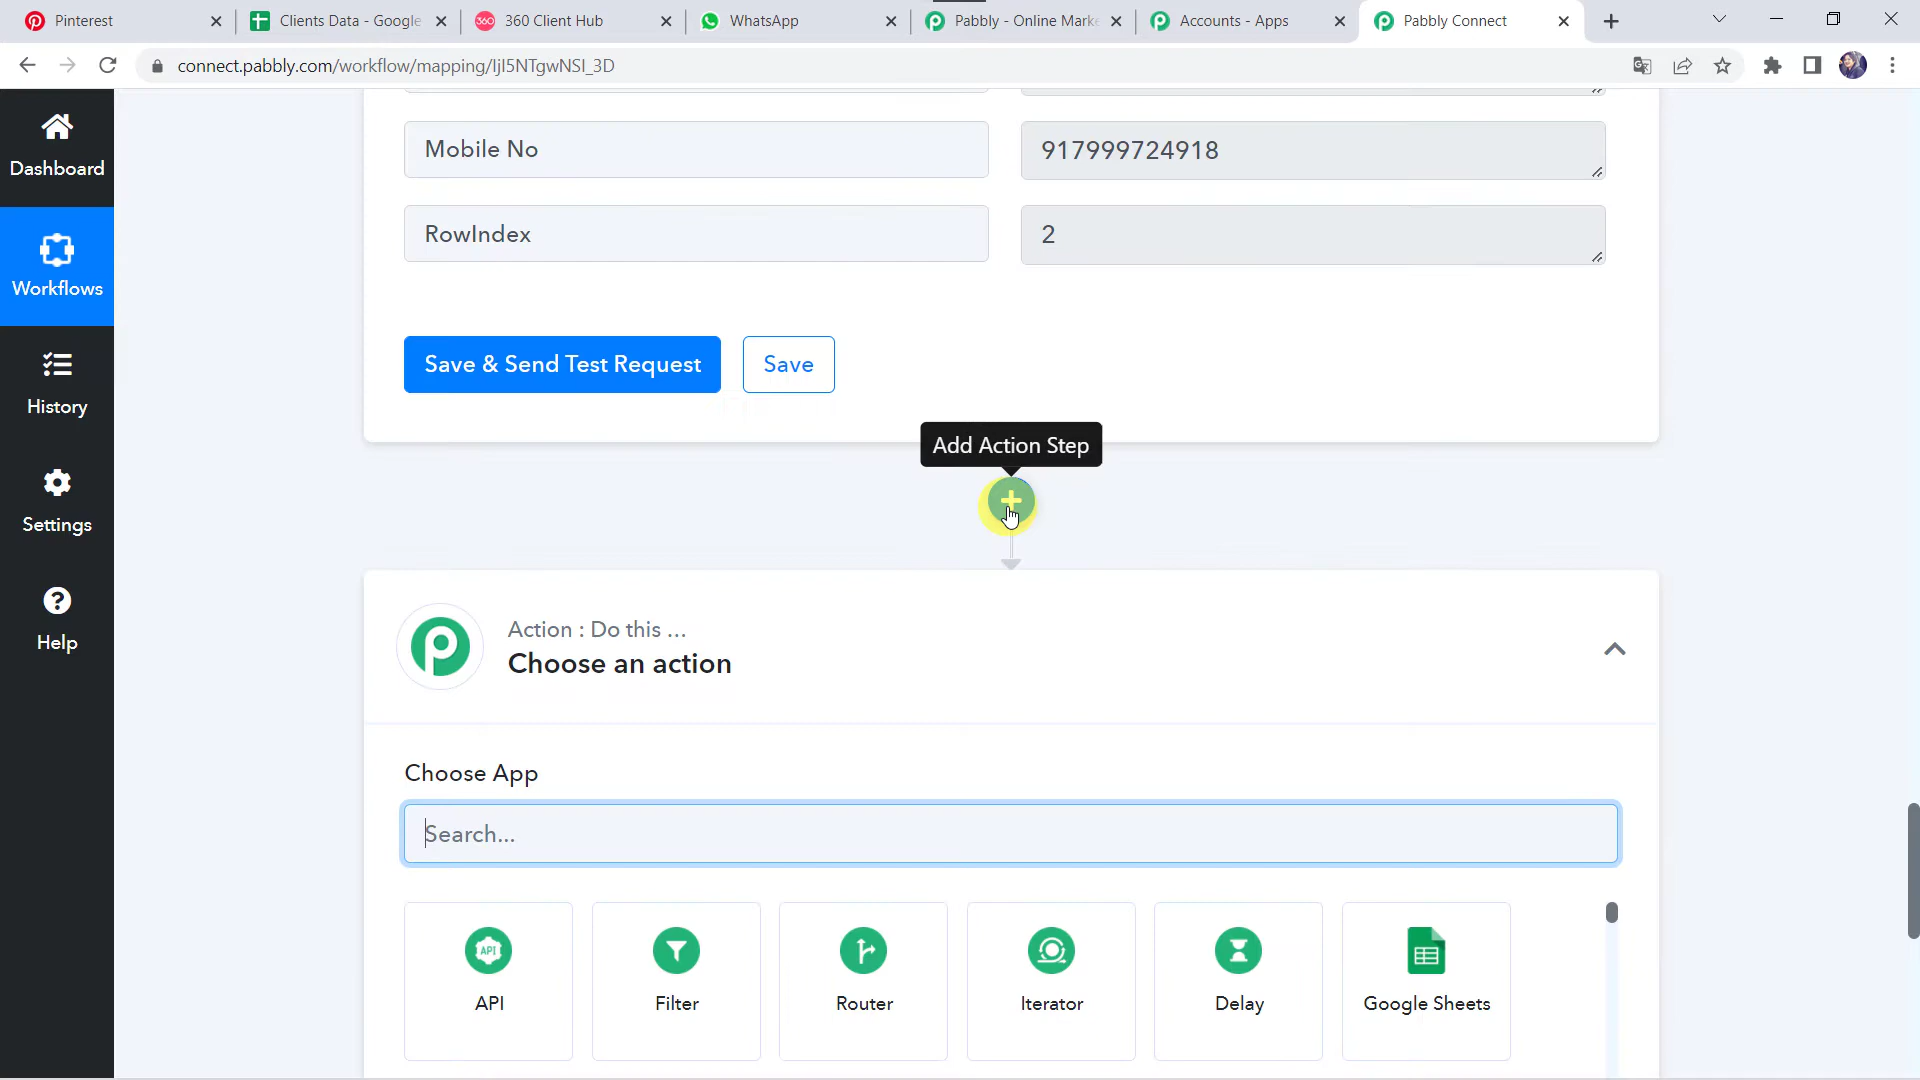 Pinterest
Clients Data - Google
360 Client Hub
WhatsApp
Pabbly - Online Marke
Accounts - Apps
Pabbly Connect
connect.pabbly.com/workflow/mapping/IjI5NTgwNSI_3D
Dashboard
Workflows
History
Settings
Help
Mobile No
917999724918
RowIndex
2
Save & Send Test Request
Save
Add Action Step
Action : Do this ...
Choose an action
Choose App
Search...
API
API
Filter
Router
Iterator
Delay
Google Sheets